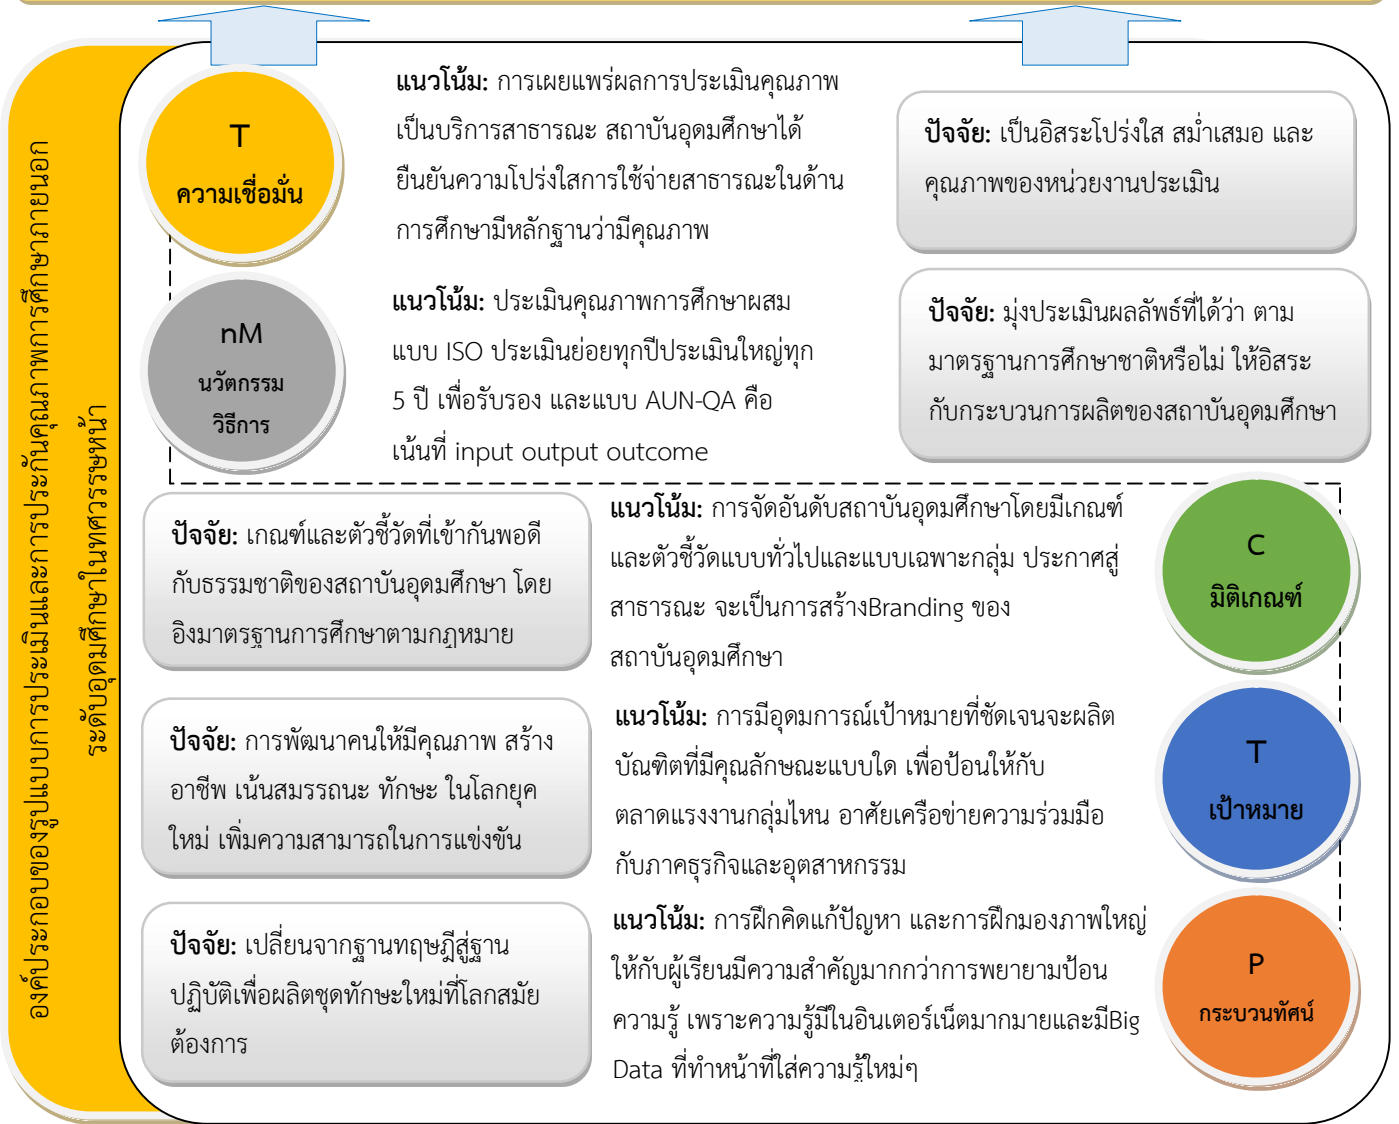 องค์ประกอบของรูปแบบการประเมินและการประกันคุณภาพการศึกษาภายนอก
ระดับอุดมศึกษาในทศวรรษหน้า
T
ความเชื่อมั่น
แนวโน้ม: การเผยแพร่ผลการประเมินคุณภาพ
เป็นบริการสาธารณะ สถาบันอุดมศึกษาได้
ยืนยันความโปร่งใสการใช้จ่ายสาธารณะในด้าน
การศึกษามีหลักฐานว่ามีคุณภาพ
ปัจจัย: เป็นอิสระโปร่งใส สม่ำเสมอ และ
คุณภาพของหน่วยงานประเมิน
nM
นวัตกรรม
วิธีการ
แนวโน้ม: ประเมินคุณภาพการศึกษาผสม
แบบ ISO ประเมินย่อยทุกปีประเมินใหญ่ทุก
5 ปี เพื่อรับรอง และแบบ AUN-QA คือ
เน้นที่ input output outcome
ปัจจัย: มุ่งประเมินผลลัพธ์ที่ได้ว่า ตาม
มาตรฐานการศึกษาชาติหรือไม่ ให้อิสระ
กับกระบวนการผลิตของสถาบันอุดมศึกษา
ปัจจัย: เกณฑ์และตัวชี้วัดที่เข้ากันพอดี
กับธรรมชาติของสถาบันอุดมศึกษา โดย
อิงมาตรฐานการศึกษาตามกฎหมาย
แนวโน้ม: การจัดอันดับสถาบันอุดมศึกษาโดยมีเกณฑ์
และตัวชี้วัดแบบทั่วไปและแบบเฉพาะกลุ่ม ประกาศสู่
สาธารณะ จะเป็นการสร้างBranding ของ
สถาบันอุดมศึกษา
C
มิติเกณฑ์
ปัจจัย: การพัฒนาคนให้มีคุณภาพ สร้าง
อาชีพ เน้นสมรรถนะ ทักษะ ในโลกยุค
ใหม่ เพิ่มความสามารถในการแข่งขัน
แนวโน้ม: การมีอุดมการณ์เป้าหมายที่ชัดเจนจะผลิต
บัณฑิตที่มีคุณลักษณะแบบใด เพื่อป้อนให้กับ
ตลาดแรงงานกลุ่มไหน อาศัยเครือข่ายความร่วมมือ
กับภาคธุรกิจและอุตสาหกรรม
T
เป้าหมาย
ปัจจัย: เปลี่ยนจากฐานทฤษฎีสู่ฐาน
ปฏิบัติเพื่อผลิตชุดทักษะใหม่ที่โลกสมัย
ต้องการ
แนวโน้ม: การฝึกคิดแก้ปัญหา และการฝึกมองภาพใหญ่
ให้กับผู้เรียนมีความสำคัญมากกว่าการพยายามป้อน
ความรู้ เพราะความรู้มีในอินเตอร์เน็ตมากมายและมีBig
Data ที่ทำหน้าที่ใส่ความรู้ใหม่ๆ
P
กระบวนทัศน์